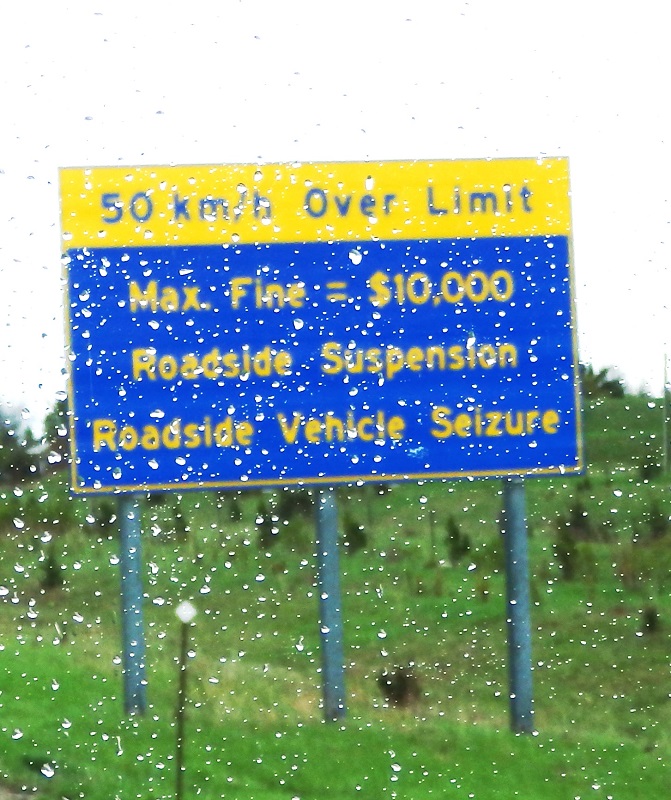 50 km/h Over Limit
Max. Fine = $10,000
Roadside Suspension
Roadside Vehicle Seizure